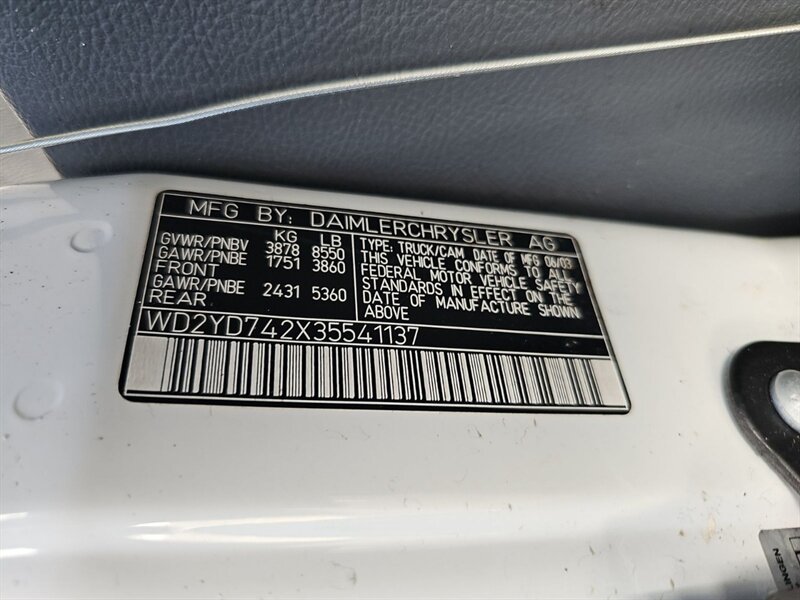 MFG BY: DAIMLERCHRYSLER AG
KG LB
GVWR/PNBV 3878 8550
GAWR/PNBE 1751 3860
FRONT
GAWR/PNBE 2431 5360
REAR
TYPE: TRUCK/CAM DATE OF MFG 06/03
THIS VEHICLE CONFORMS TO ALL
FEDERAL MOTOR VEHICLE SAFETY
STANDARDS IN EFFECT ON THE
DATE OF MANUFACTURE SHOWN
ABOVE
WD2YD742X35541137
LINGEN